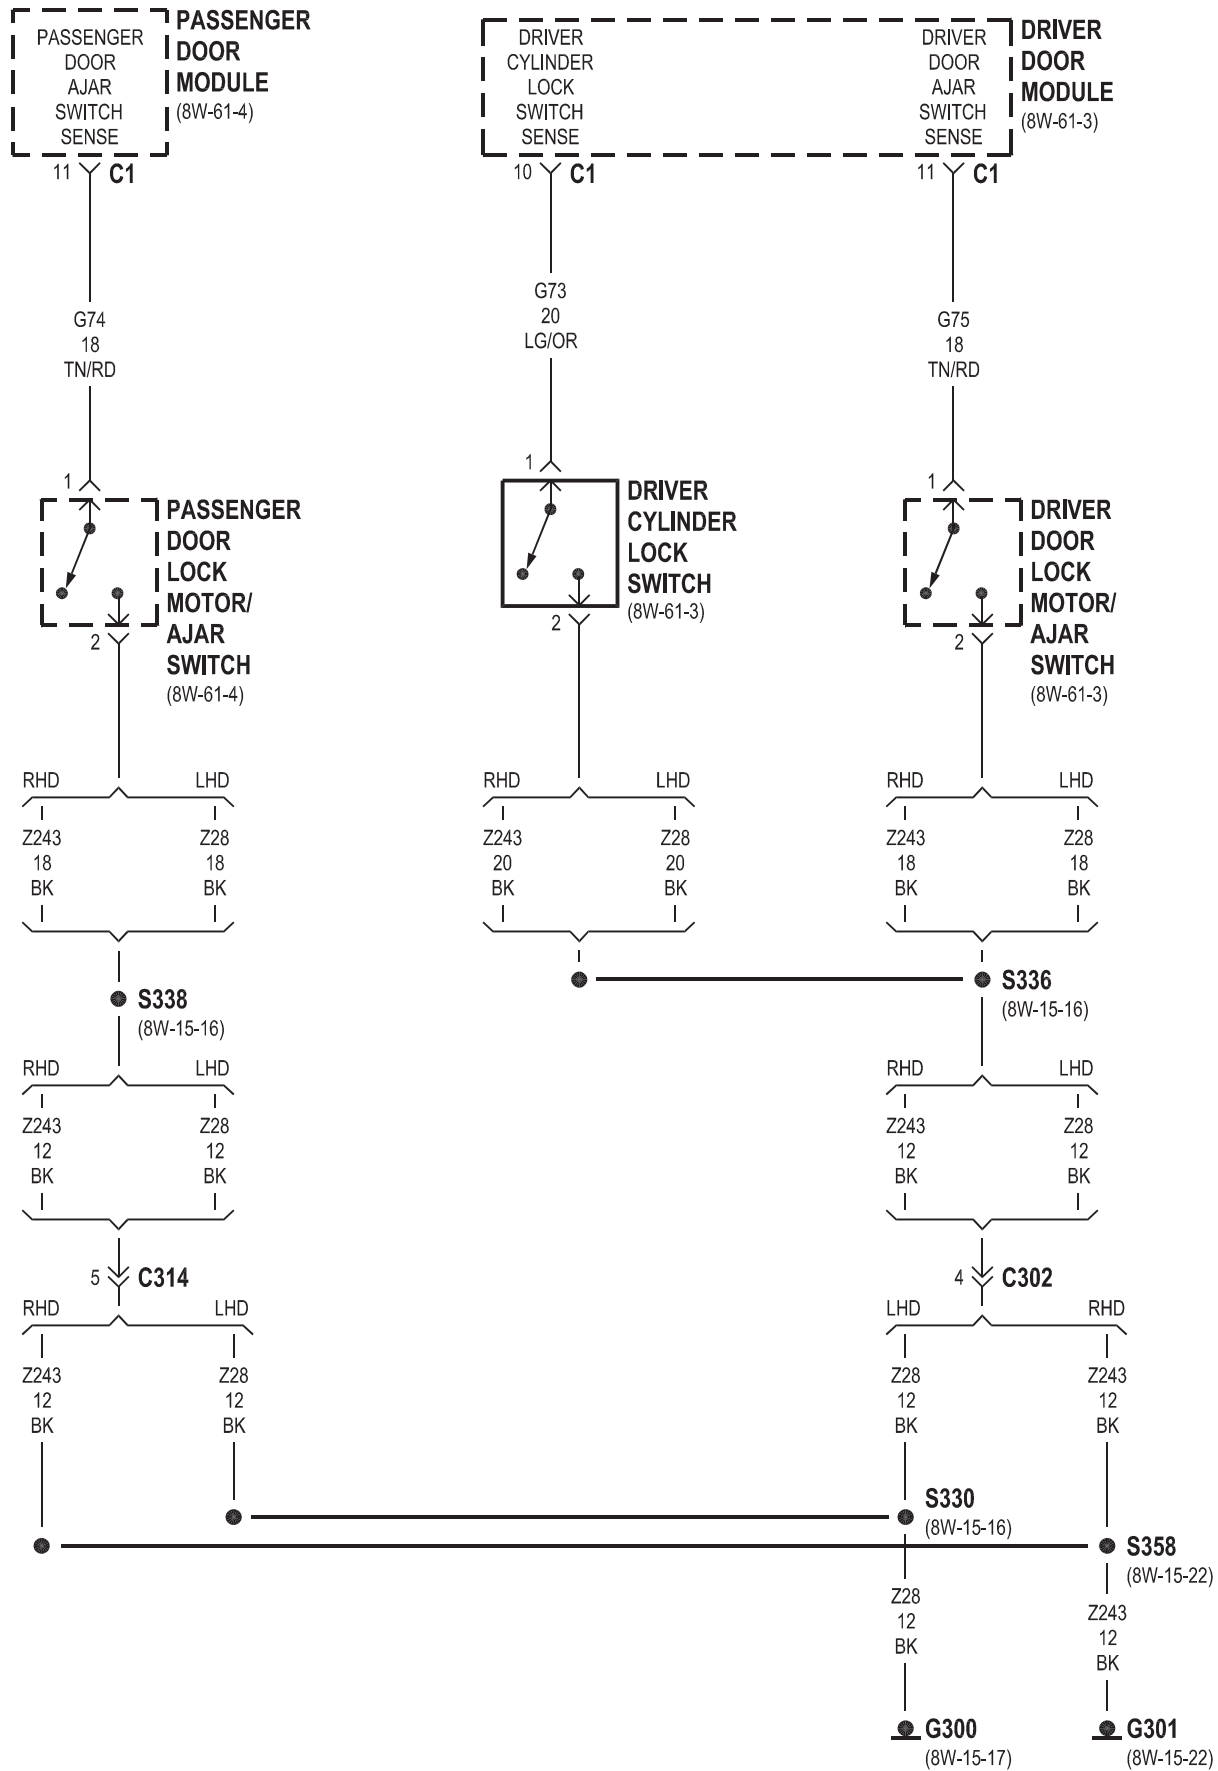 PASSENGER
DOOR
AJAR
SWITCH
SENSE
PASSENGER
DOOR
MODULE
(8W-61-4)
DRIVER
CYLINDER
LOCK
SWITCH
SENSE
DRIVER
DOOR
AJAR
SWITCH
SENSE
DRIVER
DOOR
MODULE
(8W-61-3)
11 C1
10 C1
11 C1
G74
18
TN/RD
G73
20
LG/OR
G75
18
TN/RD
1
PASSENGER
DOOR
LOCK
MOTOR/
AJAR
SWITCH
(8W-61-4)
2
1
DRIVER
CYLINDER
LOCK
SWITCH
(8W-61-3)
2
1
DRIVER
DOOR
LOCK
MOTOR/
AJAR
SWITCH
(8W-61-3)
2
RHD LHD
Z243 Z28
18 18
BK BK
RHD LHD
Z243 Z28
20 20
BK BK
RHD LHD
Z243 Z28
18 18
BK BK
S338
(8W-15-16)
S336
(8W-15-16)
RHD LHD
Z243 Z28
12 12
BK BK
RHD LHD
Z243 Z28
12 12
BK BK
5 C314
4 C302
RHD LHD
Z243 Z28
12 12
BK BK
LHD RHD
Z28 Z243
12 12
BK BK
S330
(8W-15-16)
S358
(8W-15-22)
Z28
12
BK
Z243
12
BK
G300
(8W-15-17)
G301
(8W-15-22)